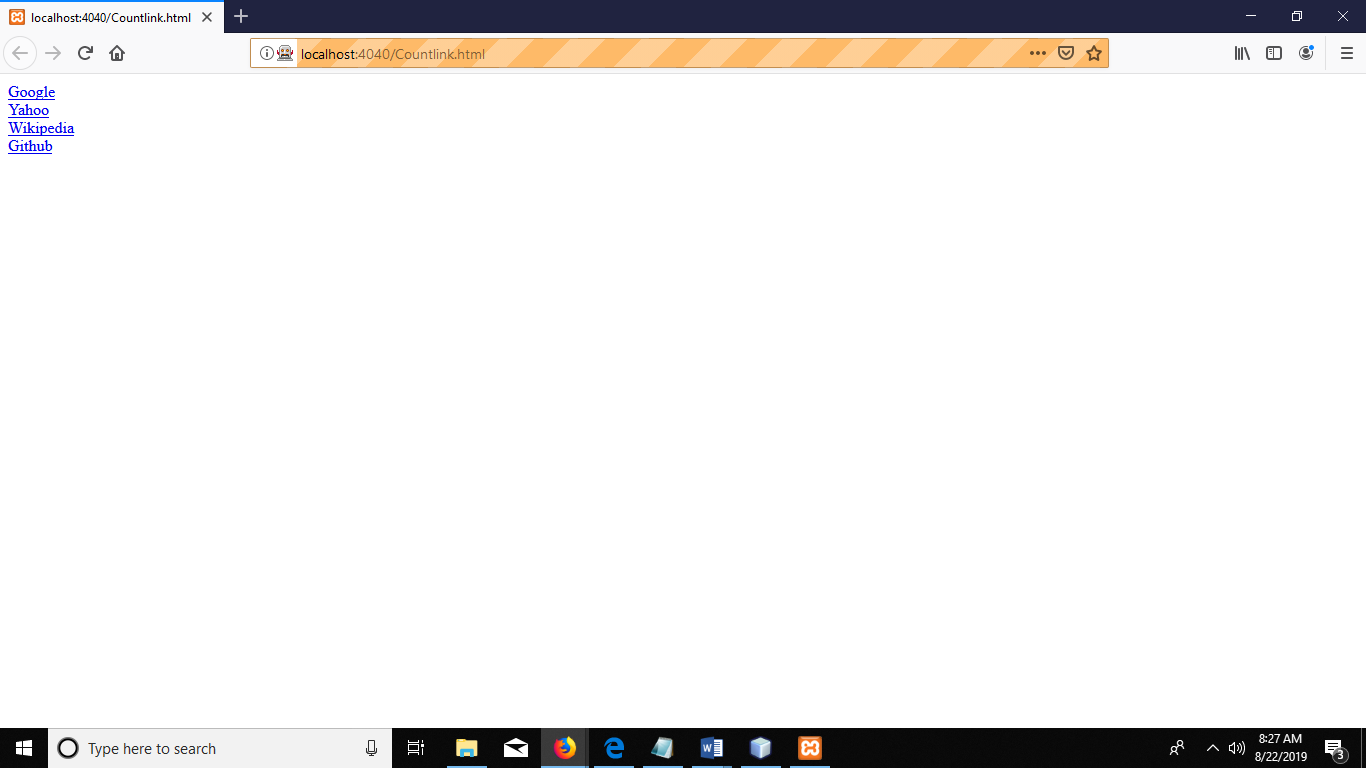 localhost:4040/Countlink.html
localhost:4040/Countlink.html
Google
Yahoo
Wikipedia
Github
Type here to search
8:27 AM
8/22/2019
3